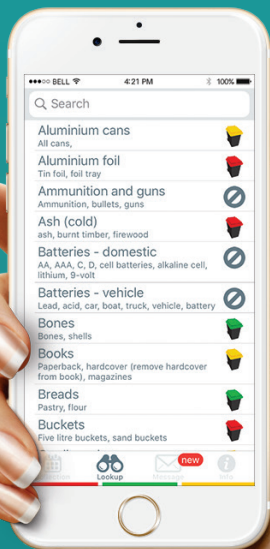 ●●●○○ BELL 4:21 PM 100%
Search
Aluminium cans
All cans,
Aluminium foil
Tin foil, foil tray
Ammunition and guns
Ammunition, bullets, guns
Ash (cold)
ash, burnt timber, firewood
Batteries - domestic
AA, AAA, C, D, cell batteries, alkaline cell,
lithium, 9-volt
Batteries - vehicle
Lead, acid, car, boat, truck, vehicle, battery
Bones
Bones, shells
Books
Paperback, hardcover (remove hardcover
from book), magazines
Breads
Pastry, flour
Buckets
Five litre buckets, sand buckets
new
Lookup Message Info